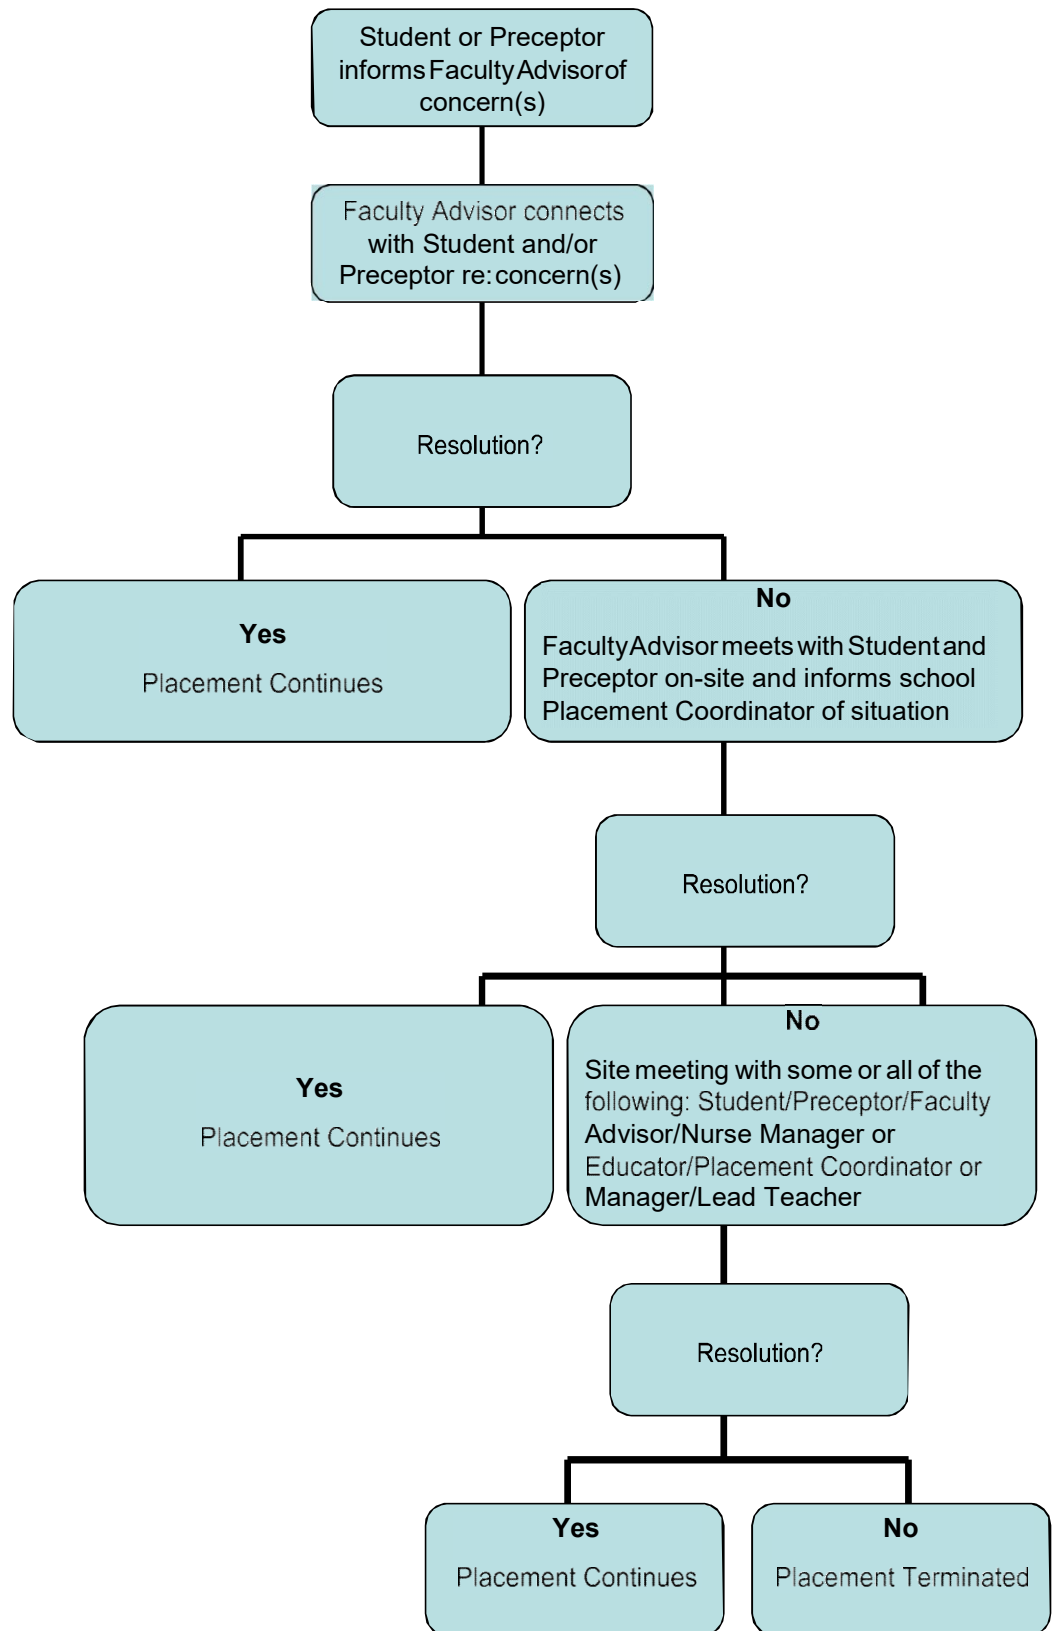 Student or Preceptor
informs Faculty Advisor of
concern(s)
Faculty Advisor connects
with Student and/or
Preceptor re: concern(s)
Resolution?
Yes
Placement Continues
No
Faculty Advisor meets with Student and
Preceptor on-site and informs school
Placement Coordinator of situation
Resolution?
Yes
Placement Continues
No
Site meeting with some or all of the
following: Student/Preceptor/Faculty
Advisor/Nurse Manager or
Educator/Placement Coordinator or
Manager/Lead Teacher
Resolution?
Yes
Placement Continues
No
Placement Terminated